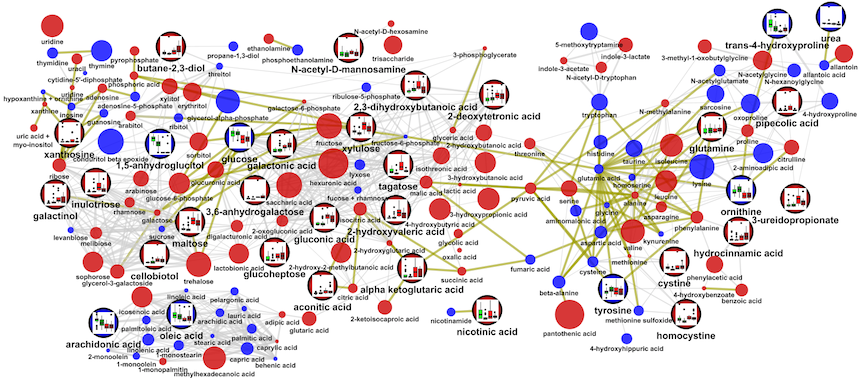 uridine
thymidine
thymine
uracil
pyrophosphate
cytidine-5'-diphosphate
phosphoric acid
butane-2,3-diol
propane-1,3-diol
threitol
ethanolamine
phosphoethanolamine
N-acetyl-D-hexosamine
trisaccharide
N-acetyl-D-mannosamine
3-phosphoglycerate
hypoxanthine + ornithine
uridine
adenosine
xylitol
erythritol
adenosine-5-phosphate
xanthine
inosine
guanosine
arabitol
ribitol
glycerol-alpha-phosphate
galactose-6-phosphate
ribulose-5-phosphate
2,3-dihydroxybutanoic acid
2-deoxytetronic acid
uric acid +
myo-inositol
xanthosine
conduritol beta epoxide
1,5-anhydroglucitol
sorbitol
glucose
galactonic acid
fructose
xylulose
fructose-6-phosphate
glyceric acid
2-hydroxybutanoic acid
isothreonic acid
threonine
ribose
galactinol
inulotriose
arabinose
rhamnose
glucose-6-phosphate
glucuronic acid
saccharic acid
hexuronic acid
lyxose
fucose + rhamnose
tagatose
malic acid
lactic acid
3-hydroxybutanoic acid
3-hydroxypropionic acid
pyruvic acid
galactose
3,6-anhydrogalactose
sucrose
maltose
levanbiose
melibiose
digalacturonic acid
2-oxogluconic acid
gluconic acid
isocitric acid
2-hydroxyvaleric acid
4-hydroxybutyric acid
glycolic acid
oxalic acid
sophorose
glycerol-3-galactoside
cellobiotol
trehalose
lactobionic acid
glucoheptose
2-hydroxyglutaric acid
2-hydroxy-2-methylbutanoic acid
aconitic acid
citric acid
alpha ketoglutaric acid
succinic acid
fumaric acid
2-ketoisocaproic acid
nicotinamide
nicotinic acid
icosenoic acid
linoleic acid
pelargonic acid
lauric acid
arachidic acid
adipic acid
glutaric acid
palmitoleic acid
arachidonic acid
oleic acid
palmitic acid
stearic acid
caprylic acid
linolenic acid
2-monoolein
1-monoolein
1-monostearin
1-monopalmitin
capric acid
behenic acid
methylhexadecanoic acid
5-methoxytryptamine
indole-3-lactate
indole-3-acetate
N-acetyl-D-tryptophan
3-methyl-1-oxobutylglycine
trans-4-hydroxyproline
urea
allantoin
allantoic acid
N-acetylglycine
N-hexanoylglycine
N-acetylglutamate
N-methylalanine
sarcosine
pipecolic acid
4-hydroxyproline
oxoproline
tryptophan
glutamine
proline
histidine
taurine
isoleucine
citrulline
2-aminoadipic acid
glutamic acid
homoserine
lysine
leucine
serine
alanine
ornithine
3-ureidopropionate
glycine
aminomalonic acid
asparagine
phenylalanine
aspartic acid
valine
kynurenine
hydrocinnamic acid
methionine
cysteine
cystine
phenylacetic acid
beta-alanine
tyrosine
4-hydroxybenzoate
benzoic acid
methionine sulfoxide
homocystine
pantothenic acid
4-hydroxyhippuric acid